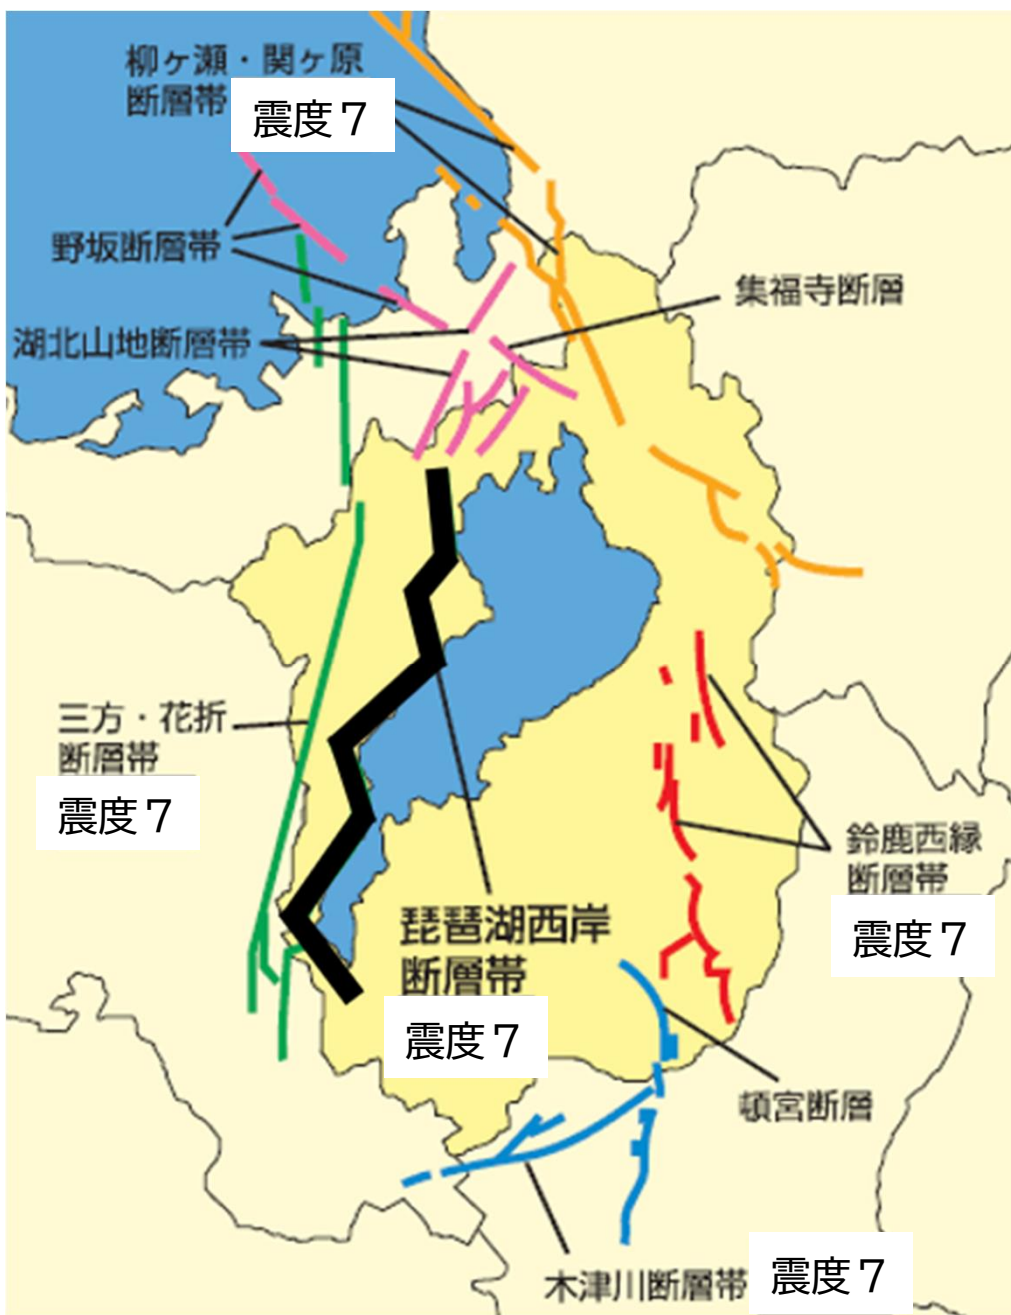 柳ヶ瀬・関ヶ原
断層帯
震度７
野坂断層帯
集福寺断層
湖北山地断層帯
三方・花折
断層帯
震度７
鈴鹿西縁
断層帯
震度７
琵琶湖西岸
断層帯
震度７
頓宮断層
木津川断層帯
震度７